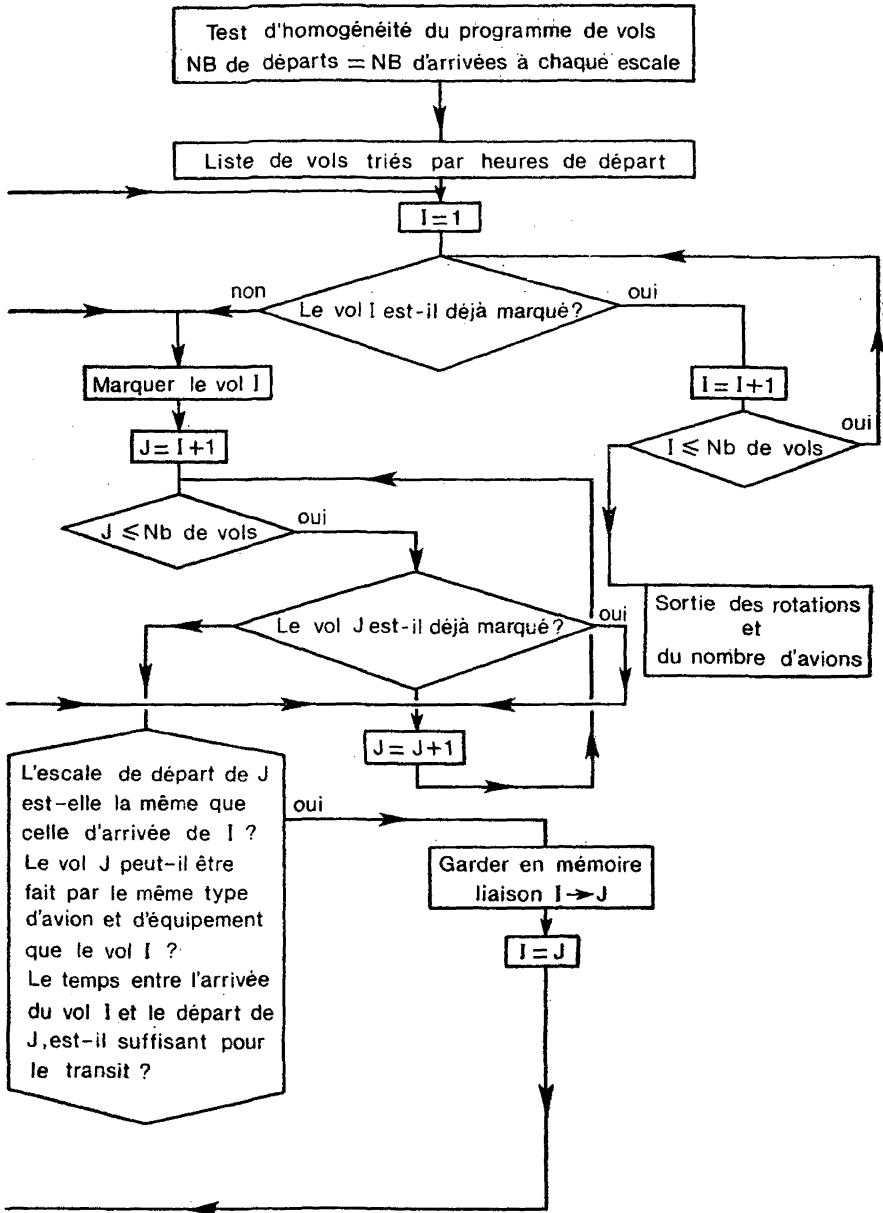 Test d'homogénéité du programme de vols
NB de départs = NB d'arrivées à chaque escale
Liste de vols triés par heures de départ
I=1
non
Le vol I est-il déjà marqué?
oui
Marquer le vol I
I=I+1
J=I+1
I ⩽ Nb de vols
oui
J ⩽ Nb de vols
oui
Le vol J est-il déjà marqué?
oui
Sortie des rotations
et
du nombre d'avions
J=J+1
L'escale de départ de J
est-elle la même que
celle d'arrivée de I ?
Le vol J peut-il être
fait par le même type
d'avion et d'équipement
que le vol I ?
Le temps entre l'arrivée
du vol I et le départ de
J,est-il suffisant pour
le transit ?
oui
Garder en mémoire
liaison I→J
I=J